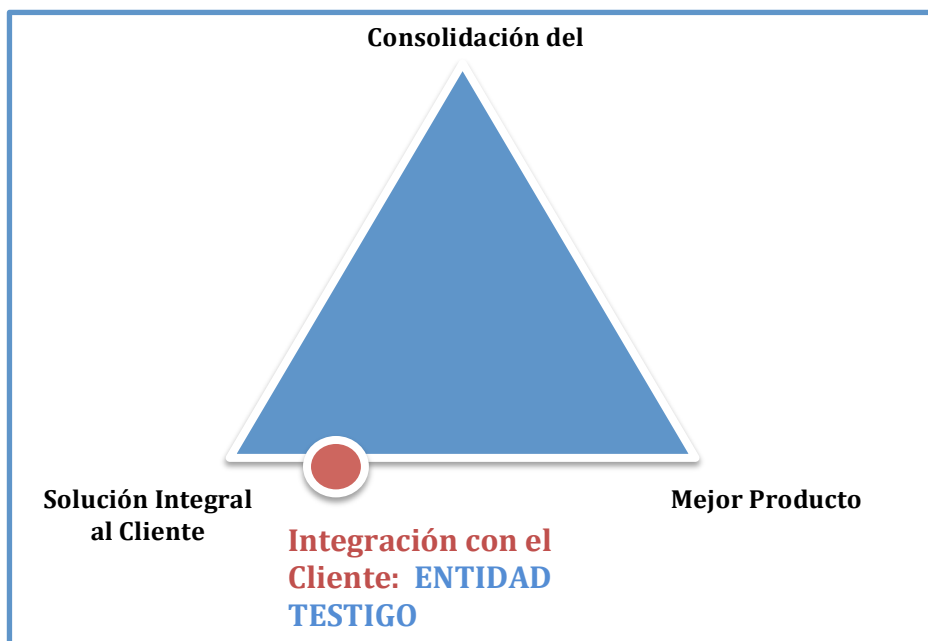 Consolidación del
Solución Integral
al Cliente
Mejor Producto
Integración con el
Cliente: ENTIDAD
TESTIGO